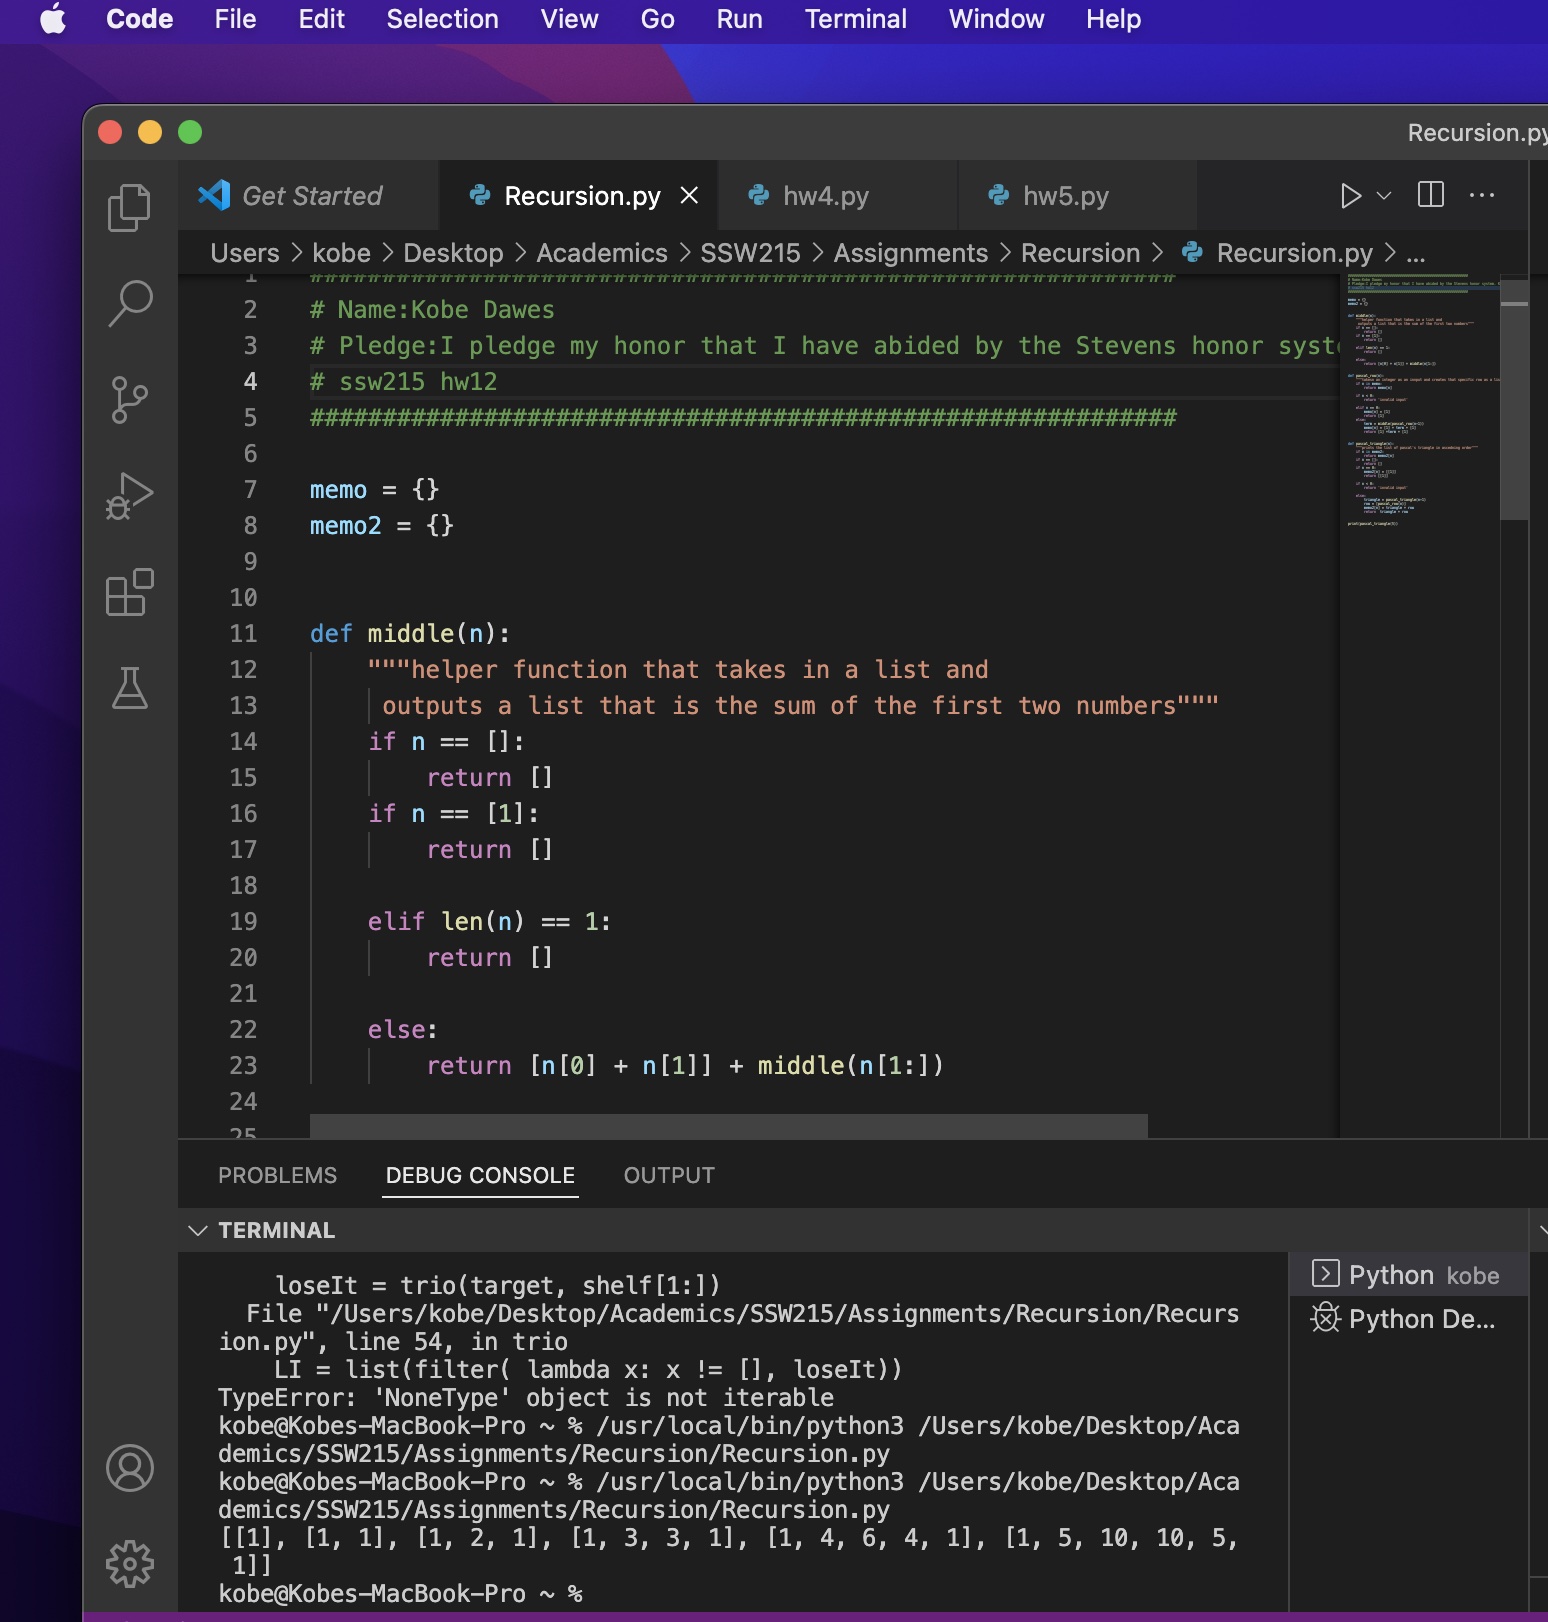 Code File Edit Selection View Go Run Terminal Window Help
Recursion.py
Get Started Recursion.py hw4.py hw5.py ...
Users > kobe > Desktop > Academics > SSW215 > Assignments > Recursion > Recursion.py > ...
1 ############################################################
2 # Name:Kobe Dawes
3 # Pledge:I pledge my honor that I have abided by the Stevens honor syst
4 # ssw215 hw12
5 ############################################################
6
7 memo = {}
8 memo2 = {}
9
10
11 def middle(n):
12 """helper function that takes in a list and
13 outputs a list that is the sum of the first two numbers"""
14 if n == []:
15 return []
16 if n == [1]:
17 return []
18
19 elif len(n) == 1:
20 return []
21
22 else:
23 return [n[0] + n[1]] + middle(n[1:])
24
25
PROBLEMS DEBUG CONSOLE OUTPUT
TERMINAL
loseIt = trio(target, shelf[1:])
File "/Users/kobe/Desktop/Academics/SSW215/Assignments/Recursion/Recurs
ion.py", line 54, in trio
LI = list(filter( lambda x: x != [], loseIt))
TypeError: 'NoneType' object is not iterable
kobe@Kobes-MacBook-Pro ~ % /usr/local/bin/python3 /Users/kobe/Desktop/Aca
demics/SSW215/Assignments/Recursion/Recursion.py
kobe@Kobes-MacBook-Pro ~ % /usr/local/bin/python3 /Users/kobe/Desktop/Aca
demics/SSW215/Assignments/Recursion/Recursion.py
[[1], [1, 1], [1, 2, 1], [1, 3, 3, 1], [1, 4, 6, 4, 1], [1, 5, 10, 10, 5,
1]]
kobe@Kobes-MacBook-Pro ~ %
Python kobe
Python De...